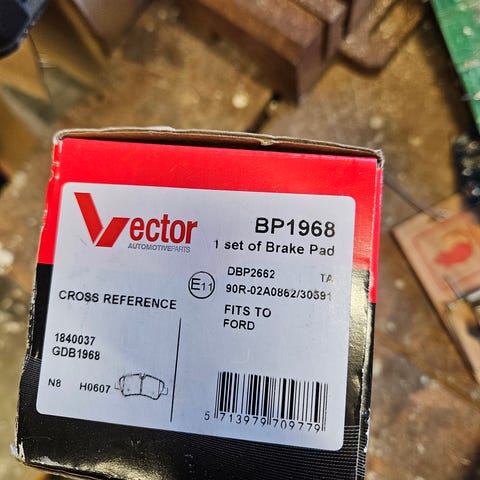 Vector
AUTOMOTIVEPARTS
BP1968
1 set of Brake Pad
DBP2662 TA
E11 90R-02A0862/30591
CROSS REFERENCE
FITS TO
FORD
1840037
GDB1968
N8 H0607
5 713979 709779